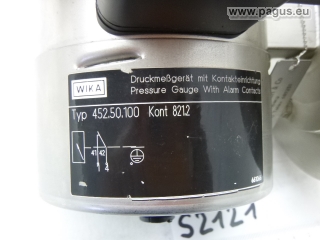 www.pagus.eu
WIKA
Druckmeßgerät mit Kontakteinrichtung
Pressure Gauge With Alarm Contacts
Typ 452.50.100 Kont 821.2
41 42
4
S2121